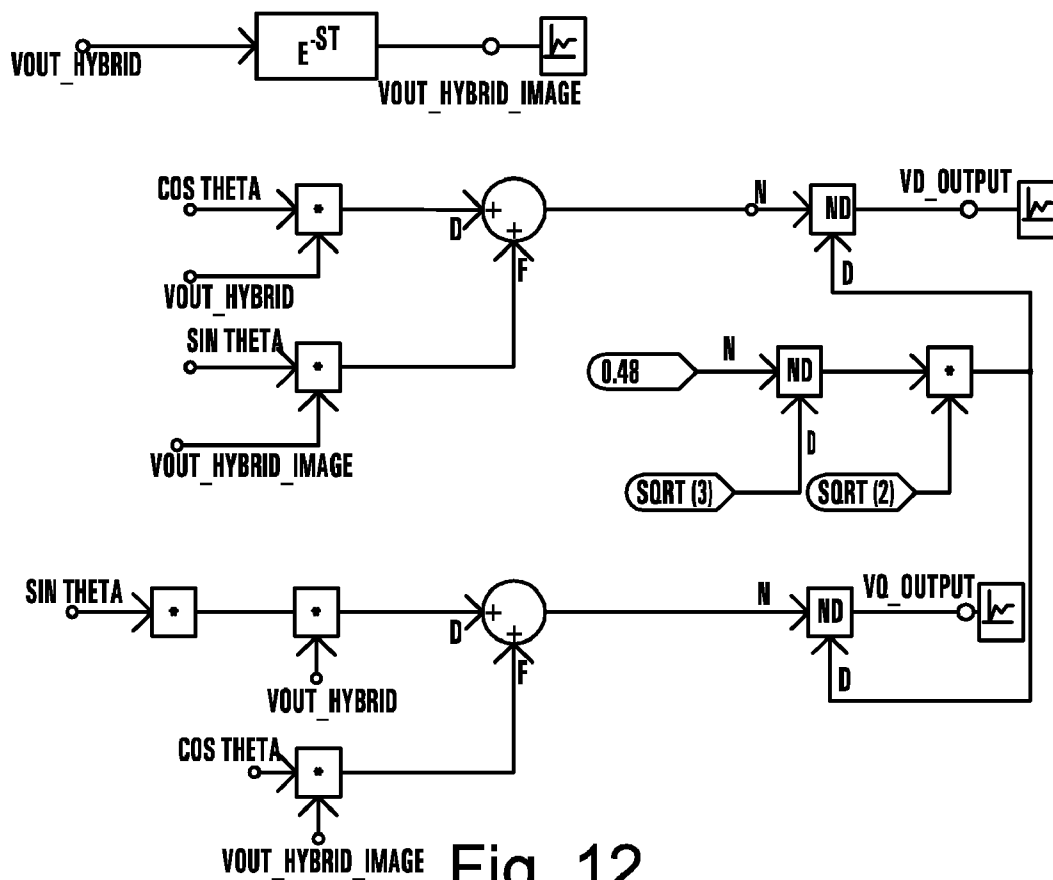 VOUT_HYBRID
E^-ST
VOUT_HYBRID_IMAGE
COS THETA
*
D
+
+
F
N
ND
VD_OUTPUT
D
VOUT_HYBRID
SIN THETA
*
VOUT_HYBRID_IMAGE
0.48
N
ND
*
D
SQRT (3)
SQRT (2)
SIN THETA
*
*
D
+
+
F
N
ND
VQ_OUTPUT
D
VOUT_HYBRID
COS THETA
*
VOUT_HYBRID_IMAGE
Fig. 12